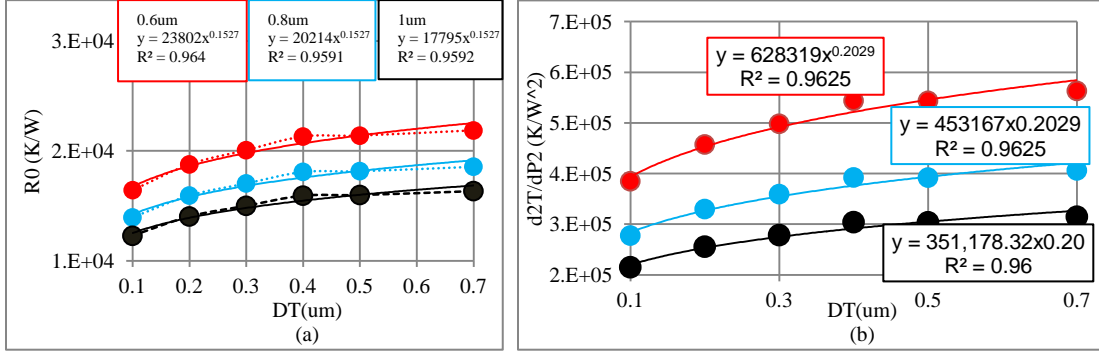 0.6um
y = 23802x^0.1527
R² = 0.964
0.8um
y = 20214x^0.1527
R² = 0.9591
1um
y = 17795x^0.1527
R² = 0.9592
3.E+04
2.E+04
1.E+04
R0 (K/W)
0.1 0.2 0.3 0.4 0.5 0.6 0.7
DT(um)
(a)
7.E+05
6.E+05
5.E+05
4.E+05
3.E+05
2.E+05
d2T/dP2 (K/W^2)
y = 628319x^0.2029
R² = 0.9625
y = 453167x0.2029
R² = 0.9625
y = 351,178.32x0.20
R² = 0.96
0.1 0.3 0.5 0.7
DT(um)
(b)